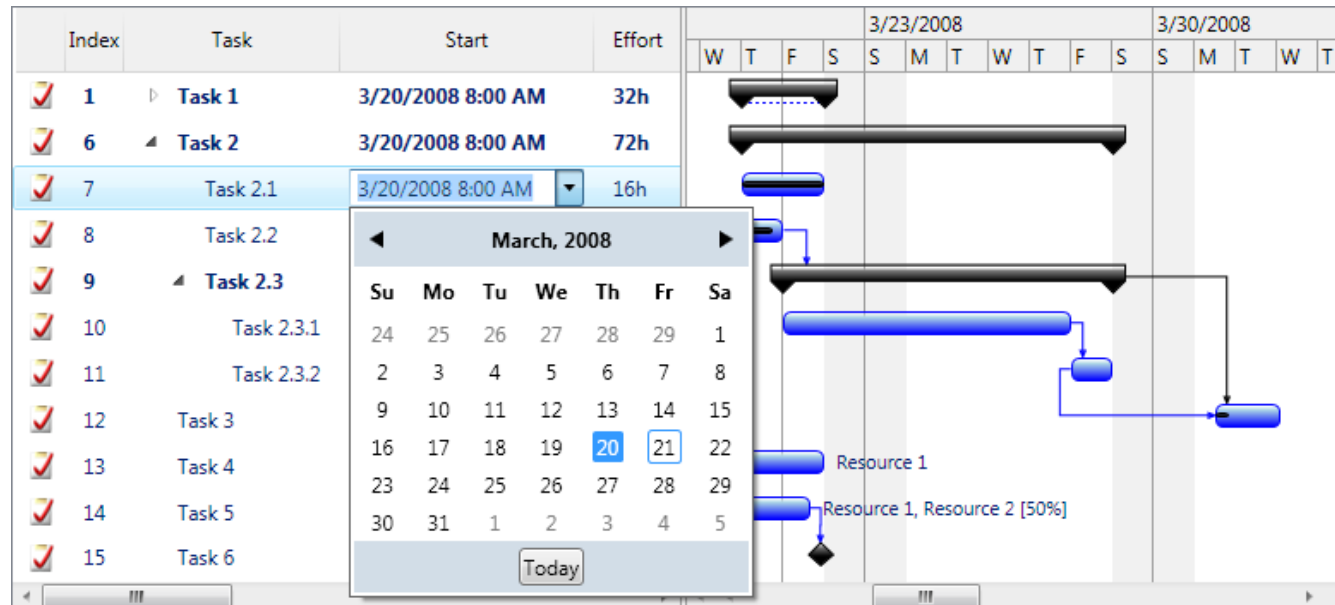 Index Task Start Effort 3/23/2008 3/30/2008
W T F S S M T W T F S S M T W T
1 Task 1 3/20/2008 8:00 AM 32h
6 Task 2 3/20/2008 8:00 AM 72h
7 Task 2.1 3/20/2008 8:00 AM 16h
8 Task 2.2
9 Task 2.3
10 Task 2.3.1
11 Task 2.3.2
12 Task 3
13 Task 4
14 Task 5
15 Task 6
March, 2008
Su Mo Tu We Th Fr Sa
24 25 26 27 28 29 1
2 3 4 5 6 7 8
9 10 11 12 13 14 15
16 17 18 19 20 21 22
23 24 25 26 27 28 29
30 31 1 2 3 4 5
Today
Resource 1
Resource 1, Resource 2 [50%]